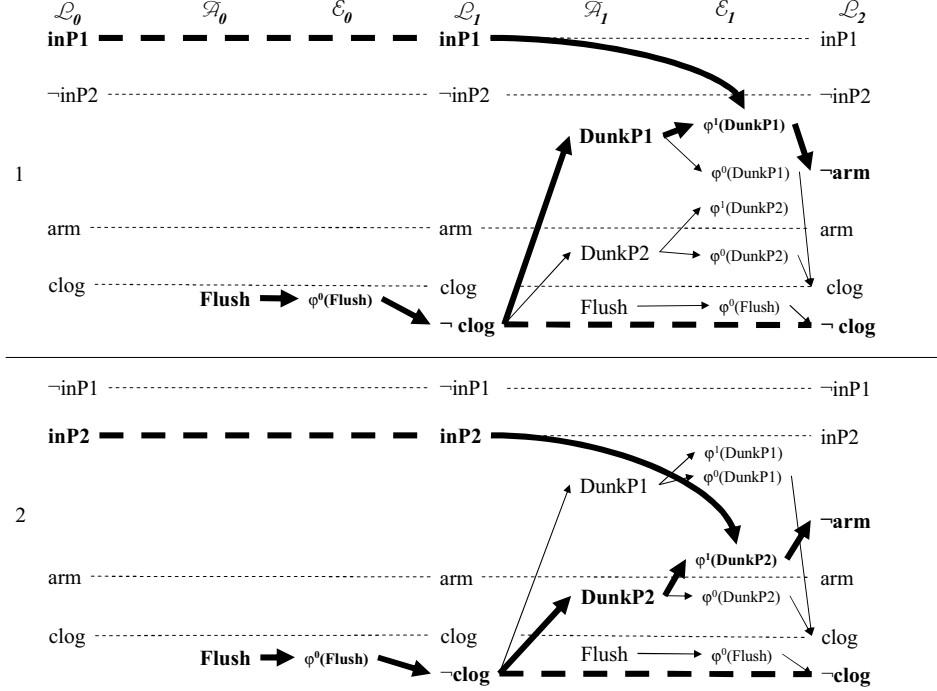 ℒ₀ 𝒜₀ ℰ₀ ℒ₁ 𝒜₁ ℰ₁ ℒ₂
inP1 inP1 inP1
¬inP2 ¬inP2 ¬inP2
DunkP1 φ¹(DunkP1)
1 φ⁰(DunkP1) ¬arm
φ¹(DunkP2)
arm arm arm
DunkP2 φ⁰(DunkP2)
clog clog clog
Flush φ⁰(Flush) Flush φ⁰(Flush)
¬ clog ¬ clog
¬inP1 ¬inP1 ¬inP1
inP2 inP2 inP2
φ¹(DunkP1)
DunkP1 φ⁰(DunkP1)
2 ¬arm
φ¹(DunkP2)
arm arm arm
DunkP2 φ⁰(DunkP2)
clog clog clog
Flush φ⁰(Flush) Flush φ⁰(Flush)
¬clog ¬clog